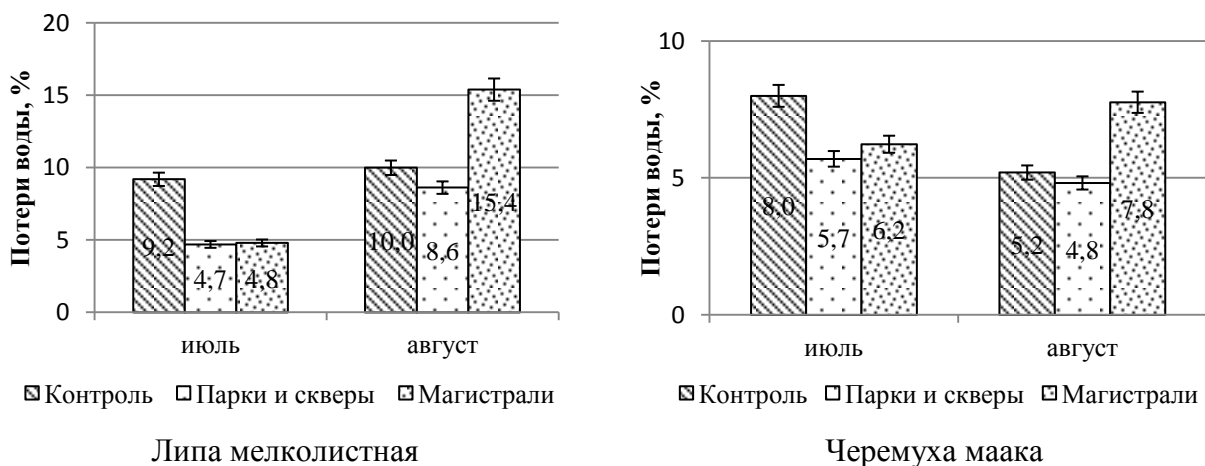 Потери воды, %
20
15
10
5
0
9,2
4,7
4,8
10,0
8,6
15,4
июль
август
Контроль Парки и скверы Магистрали
Липа мелколистная
Потери воды, %
10
5
0
8,0
5,7
6,2
5,2
4,8
7,8
июль
август
Контроль Парки и скверы Магистрали
Черемуха маака